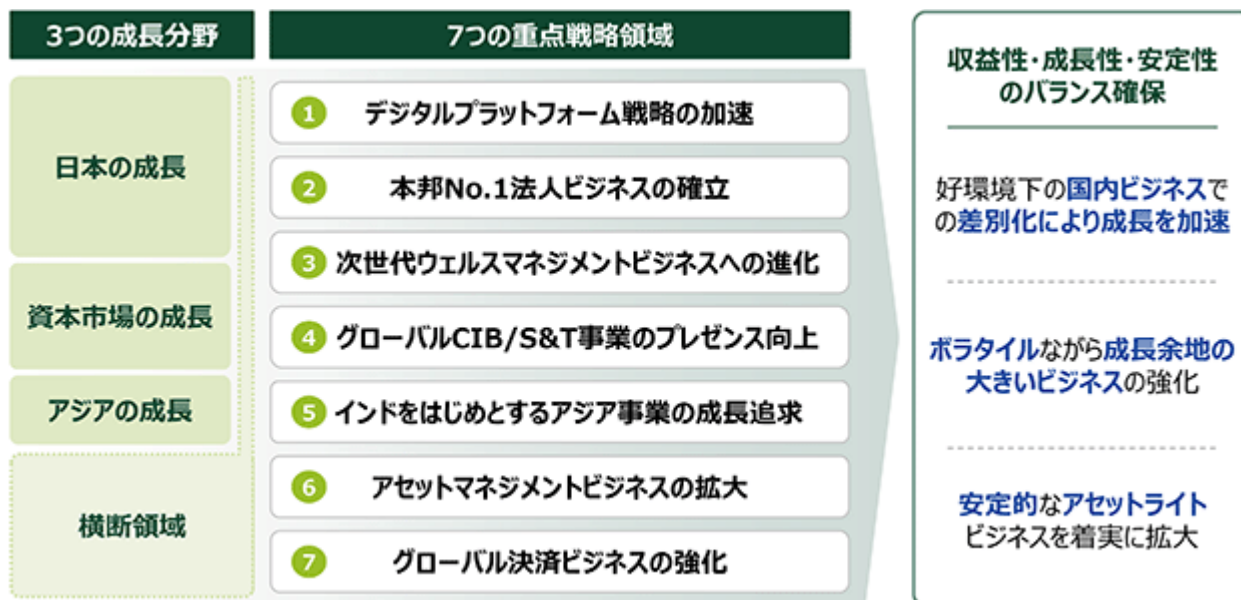 3つの成長分野
7つの重点戦略領域
日本の成長
資本市場の成長
アジアの成長
横断領域
1 デジタルプラットフォーム戦略の加速
2 本邦No.1法人ビジネスの確立
3 次世代ウェルスマネジメントビジネスへの進化
4 グローバルCIB/S&T事業のプレゼンス向上
5 インドをはじめとするアジア事業の成長追求
6 アセットマネジメントビジネスの拡大
7 グローバル決済ビジネスの強化
収益性・成長性・安定性
のバランス確保
好環境下の国内ビジネスで
の差別化により成長を加速
ボラタイルながら成長余地の
大きいビジネスの強化
安定的なアセットライト
ビジネスを着実に拡大